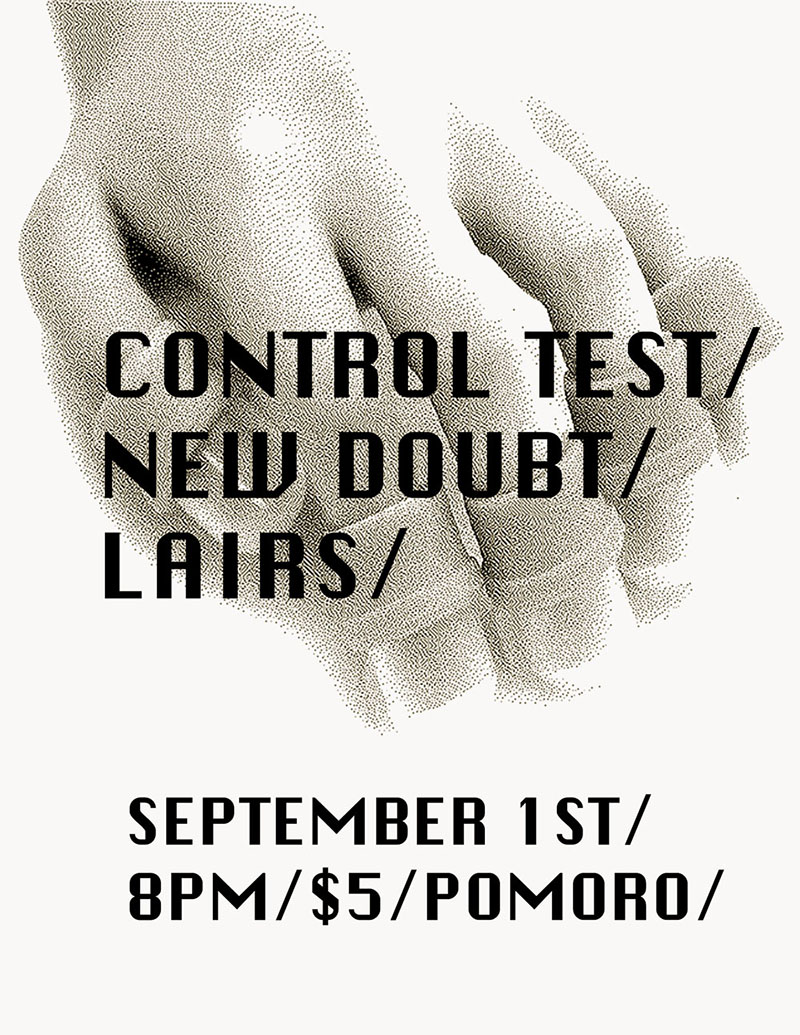 CONTROL TEST/
NEW DOUBT/
LAIRS/
SEPTEMBER 1ST/
8PM/$5/POMORO/